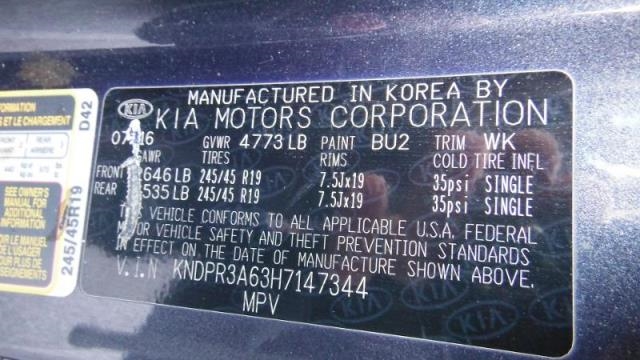 MANUFACTURED IN KOREA BY
KIA KIA MOTORS CORPORATION
GVWR 4773 LB PAINT BU2 TRIM WK
GAWR TIRES RIMS COLD TIRE INFL
FRONT 2646 LB 245/45 R19 7.5Jx19 35psi SINGLE
REAR 2535 LB 245/45 R19 7.5Jx19 35psi SINGLE
THIS VEHICLE CONFORMS TO ALL APPLICABLE U.S.A. FEDERAL
MOTOR VEHICLE SAFETY AND THEFT PREVENTION STANDARDS
IN EFFECT ON THE DATE OF MANUFACTURE SHOWN ABOVE.
V.I.N KNDPR3A63H7147344
MPV
D42
245/45R19
SEE OWNER'S
MANUAL FOR
ADDITIONAL
INFORMATION